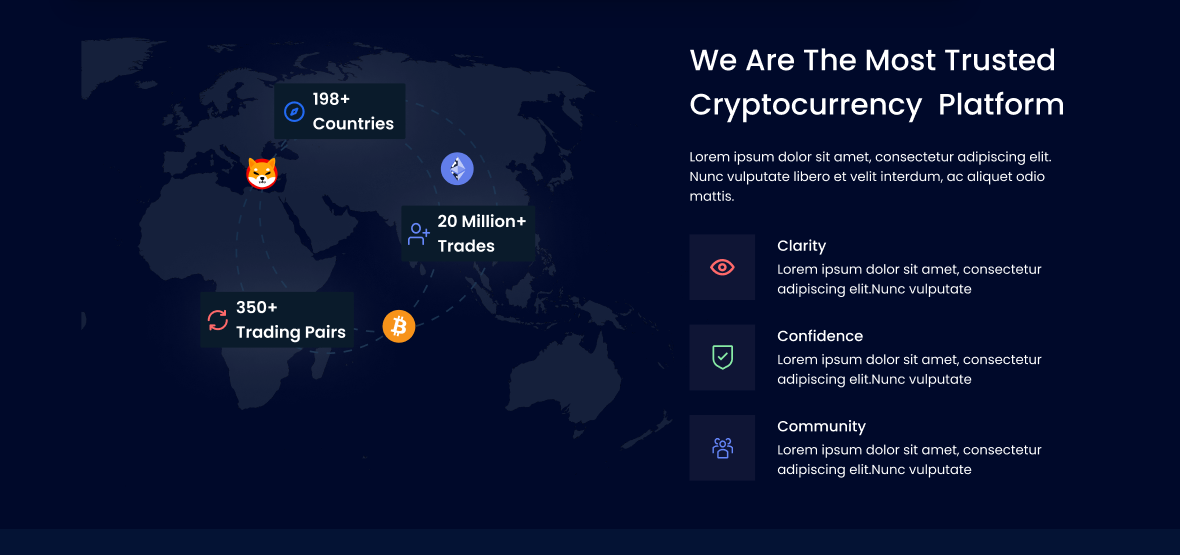 198+
Countries
20 Million+
Trades
350+
Trading Pairs
We Are The Most Trusted
Cryptocurrency  Platform
Lorem ipsum dolor sit amet, consectetur adipiscing elit.
Nunc vulputate libero et velit interdum, ac aliquet odio
mattis.
Clarity
Lorem ipsum dolor sit amet, consectetur
adipiscing elit.Nunc vulputate
Confidence
Lorem ipsum dolor sit amet, consectetur
adipiscing elit.Nunc vulputate
Community
Lorem ipsum dolor sit amet, consectetur
adipiscing elit.Nunc vulputate